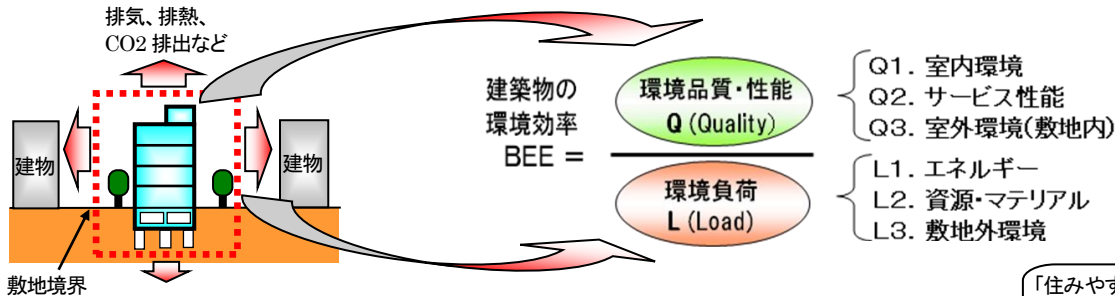 排気、排熱、
CO2 排出など
建物
建物
敷地境界
建築物の
環境効率
BEE =
環境品質・性能
Q (Quality)
環境負荷
L (Load)
Q1. 室内環境
Q2. サービス性能
Q3. 室外環境(敷地内)
L1. エネルギー
L2. 資源・マテリアル
L3. 敷地外環境
「住みやす